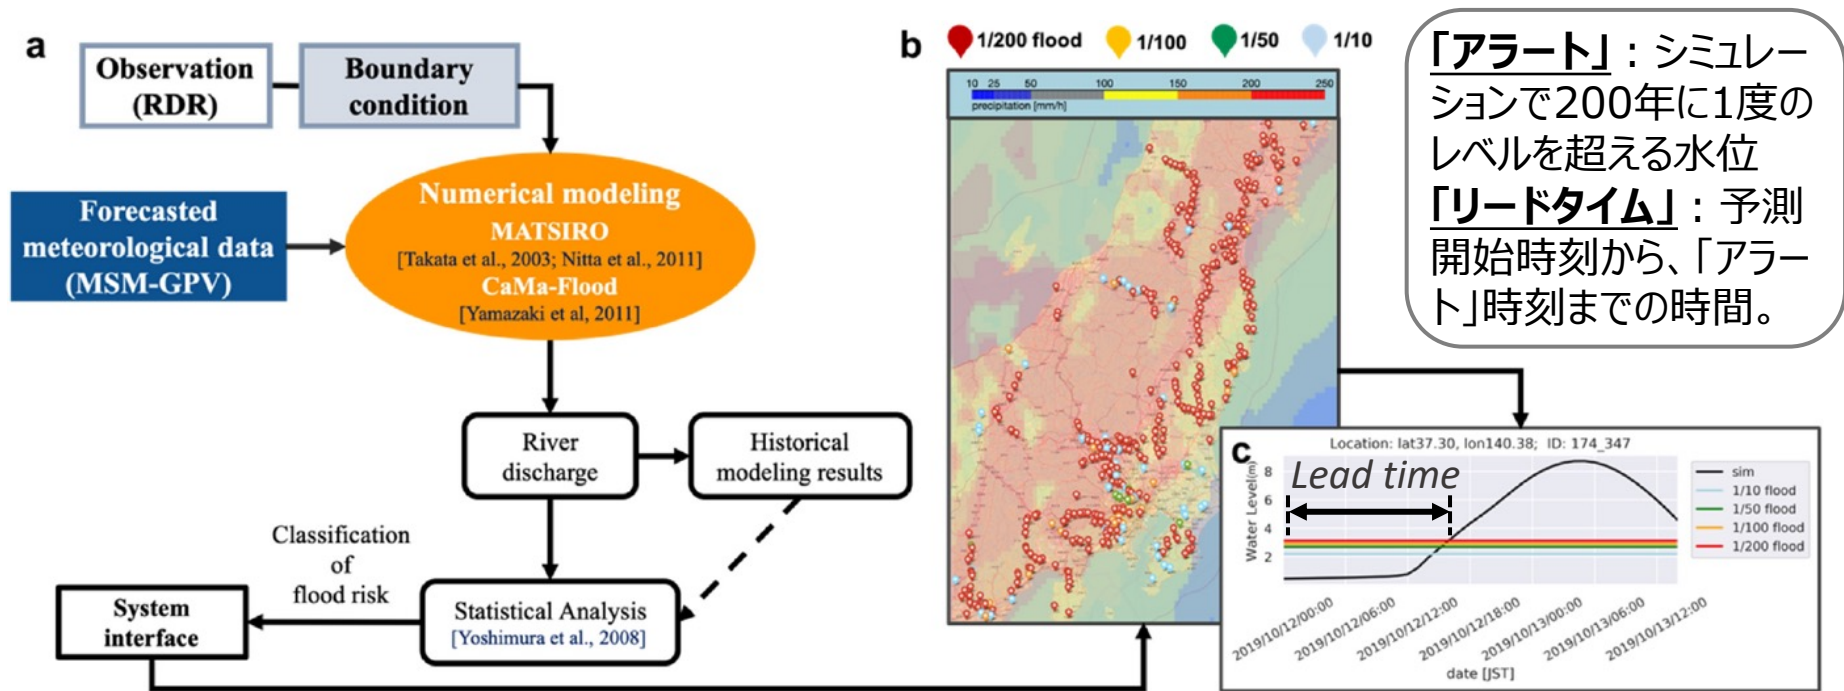 a
Observation
(RDR)
Boundary
condition
Forecasted
meteorological data
(MSM-GPV)
Numerical modeling
MATSIRO
[Takata et al., 2003; Nitta et al., 2011]
CaMa-Flood
[Yamazaki et al, 2011]
River
discharge
Historical
modeling results
Classification
of
flood risk
System
interface
Statistical Analysis
[Yoshimura et al., 2008]
b
1/200 flood
1/100
1/50
1/10
10 25 50 100 150 200 250
precipitation [mm/h]
「アラート」：シミュレー
ションで200年に1度の
レベルを超える水位
「リードタイム」：予測
開始時刻から、「アラー
ト」時刻までの時間。
c
Location: lat37.30, lon140.38; ID: 174_347
Lead time
Water Level(m)
8
6
4
2
sim
1/10 flood
1/50 flood
1/100 flood
1/200 flood
2019/10/12/00:00
2019/10/12/06:00
2019/10/12/12:00
2019/10/12/18:00
2019/10/13/00:00
2019/10/13/06:00
2019/10/13/12:00
date [JST]